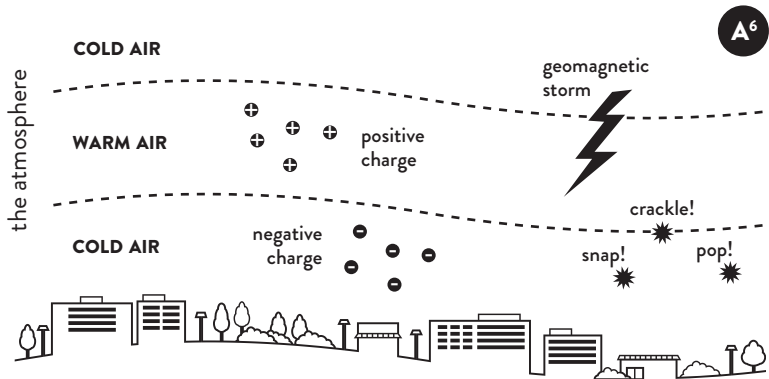 A⁶
COLD AIR
geomagnetic
storm
the atmosphere
WARM AIR
positive
charge
crackle!
COLD AIR
negative
charge
snap!
pop!